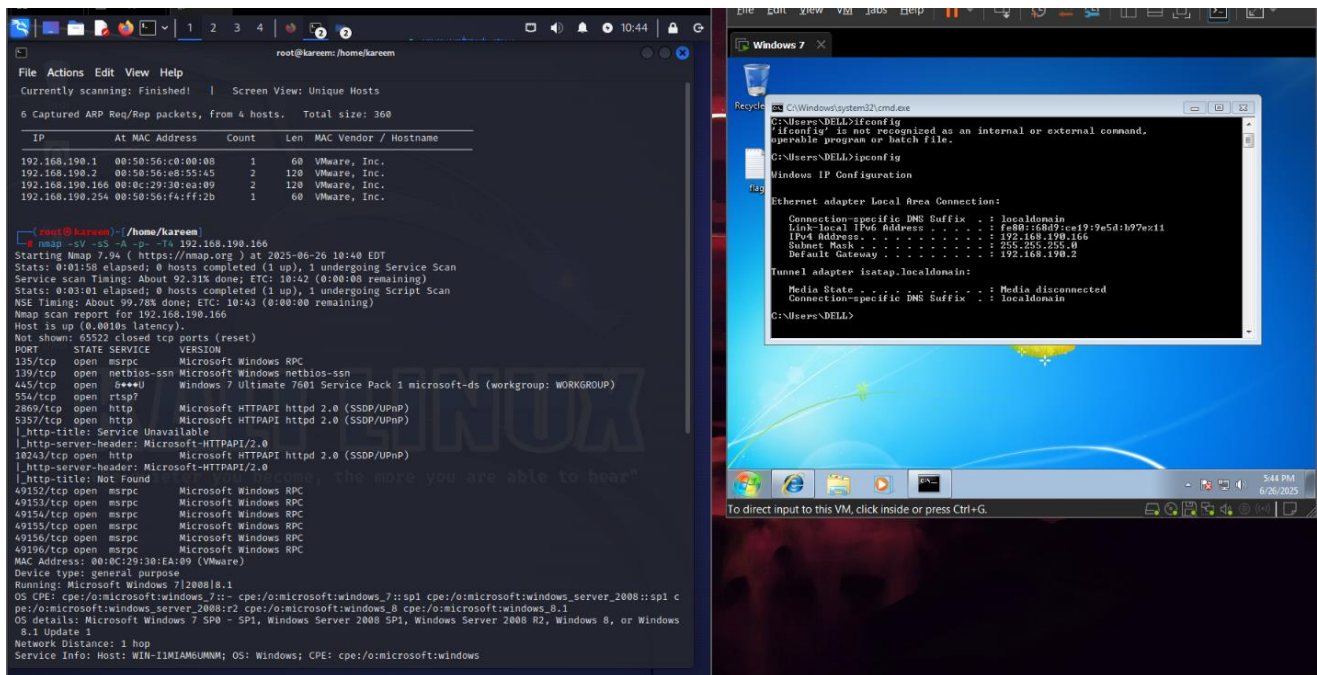 1 2 3 4 2 2 10:44
root@kareem: /home/kareem
File Actions Edit View Help
Currently scanning: Finished! | Screen View: Unique Hosts
6 Captured ARP Req/Rep packets, from 4 hosts. Total size: 360
IP At MAC Address Count Len MAC Vendor / Hostname
192.168.190.1 00:50:56:c0:00:08 1 60 VMware, Inc.
192.168.190.2 00:50:56:e8:55:45 2 120 VMware, Inc.
192.168.190.166 00:0c:29:30:ea:09 2 120 VMware, Inc.
192.168.190.254 00:50:56:f4:ff:2b 1 60 VMware, Inc.
(root@kareem)-[/home/kareem]
# nmap -sV -sS -A -p- -T4 192.168.190.166
Starting Nmap 7.94 ( https://nmap.org ) at 2025-06-26 10:40 EDT
Stats: 0:01:58 elapsed; 0 hosts completed (1 up), 1 undergoing Service Scan
Service scan Timing: About 92.31% done; ETC: 10:42 (0:00:08 remaining)
Stats: 0:03:01 elapsed; 0 hosts completed (1 up), 1 undergoing Script Scan
NSE Timing: About 99.78% done; ETC: 10:43 (0:00:00 remaining)
Nmap scan report for 192.168.190.166
Host is up (0.0010s latency).
Not shown: 65522 closed tcp ports (reset)
PORT STATE SERVICE VERSION
135/tcp open msrpc Microsoft Windows RPC
139/tcp open netbios-ssn Microsoft Windows netbios-ssn
445/tcp open Windows 7 Ultimate 7601 Service Pack 1 microsoft-ds (workgroup: WORKGROUP)
554/tcp open rtsp?
2869/tcp open http Microsoft HTTPAPI httpd 2.0 (SSDP/UPnP)
5357/tcp open http Microsoft HTTPAPI httpd 2.0 (SSDP/UPnP)
|_http-title: Service Unavailable
|_http-server-header: Microsoft-HTTPAPI/2.0
10243/tcp open http Microsoft HTTPAPI httpd 2.0 (SSDP/UPnP)
|_http-server-header: Microsoft-HTTPAPI/2.0
|_http-title: Not Found
49152/tcp open msrpc Microsoft Windows RPC
49153/tcp open msrpc Microsoft Windows RPC
49154/tcp open msrpc Microsoft Windows RPC
49155/tcp open msrpc Microsoft Windows RPC
49156/tcp open msrpc Microsoft Windows RPC
49196/tcp open msrpc Microsoft Windows RPC
MAC Address: 00:0C:29:30:EA:09 (VMware)
Device type: general purpose
Running: Microsoft Windows 7|2008|8.1
OS CPE: cpe:/o:microsoft:windows_7::- cpe:/o:microsoft:windows_7::sp1 cpe:/o:microsoft:windows_server_2008::sp1 c
pe:/o:microsoft:windows_server_2008:r2 cpe:/o:microsoft:windows_8 cpe:/o:microsoft:windows_8.1
OS details: Microsoft Windows 7 SP0 - SP1, Windows Server 2008 SP1, Windows Server 2008 R2, Windows 8, or Windows
8.1 Update 1
Network Distance: 1 hop
Service Info: Host: WIN-I1MIAM6UMNM; OS: Windows; CPE: cpe:/o:microsoft:windows
KALI LINUX
you become, the more you are able to hear"
File Edit View VM Tabs Help
Windows 7
Recycle
flag
C:\Windows\system32\cmd.exe
C:\Users\DELL>ifconfig
'ifconfig' is not recognized as an internal or external command,
operable program or batch file.
C:\Users\DELL>ipconfig
Windows IP Configuration
Ethernet adapter Local Area Connection:
Connection-specific DNS Suffix . : localdomain
Link-local IPv6 Address . . . . . : fe80::68d9:ce19:9e5d:b97e%11
IPv4 Address. . . . . . . . . . . : 192.168.190.166
Subnet Mask . . . . . . . . . . . : 255.255.255.0
Default Gateway . . . . . . . . . : 192.168.190.2
Tunnel adapter isatap.localdomain:
Media State . . . . . . . . . . . : Media disconnected
Connection-specific DNS Suffix . : localdomain
C:\Users\DELL>
5:44 PM
6/26/2025
To direct input to this VM, click inside or press Ctrl+G.